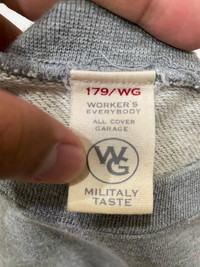 179/WG
WORKER'S
EVERYBODY
ALL COVER
GARAGE
WG
MILITALY
TASTE